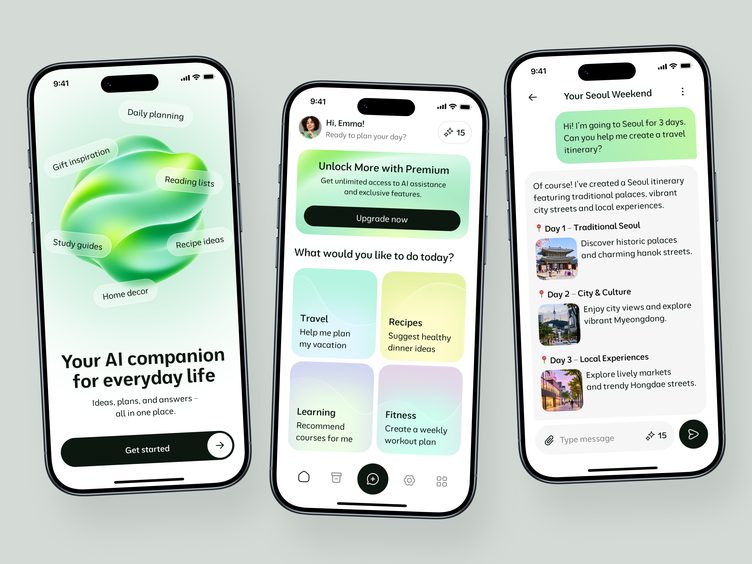 9:41
Daily planning
Gift inspiration
Reading lists
Study guides
Recipe ideas
Home decor
Your AI companion
for everyday life
Ideas, plans, and answers –
all in one place.
Get started
9:41
Hi, Emma!
Ready to plan your day?
15
Unlock More with Premium
Get unlimited access to AI assistance
and exclusive features.
Upgrade now
What would you like to do today?
Travel
Help me plan
my vacation
Recipes
Suggest healthy
dinner ideas
Learning
Recommend
courses for me
Fitness
Create a weekly
workout plan
9:41
Your Seoul Weekend
Hi! I'm going to Seoul for 3 days.
Can you help me create a travel
itinerary?
Of course! I've created a Seoul itinerary
featuring traditional palaces, vibrant
city streets and local experiences.
Day 1 – Traditional Seoul
Discover historic palaces
and charming hanok streets.
Day 2 – City & Culture
Enjoy city views and explore
vibrant Myeongdong.
Day 3 – Local Experiences
Explore lively markets
and trendy Hongdae streets.
Type message
15